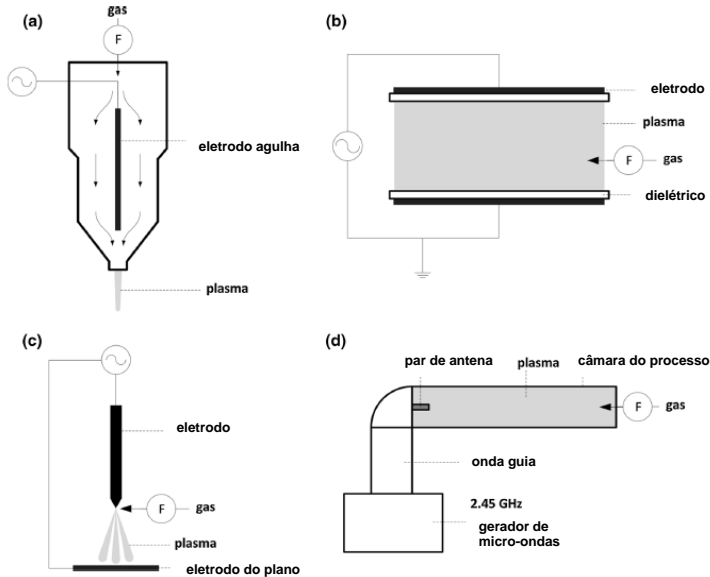 (a)
gas
F
eletrodo agulha
plasma
(b)
eletrodo
plasma
F
gas
dielétrico
(c)
eletrodo
F
gas
plasma
eletrodo do plano
(d)
par de antena
plasma
câmara do processo
F
gas
onda guia
2.45 GHz
gerador de
micro-ondas